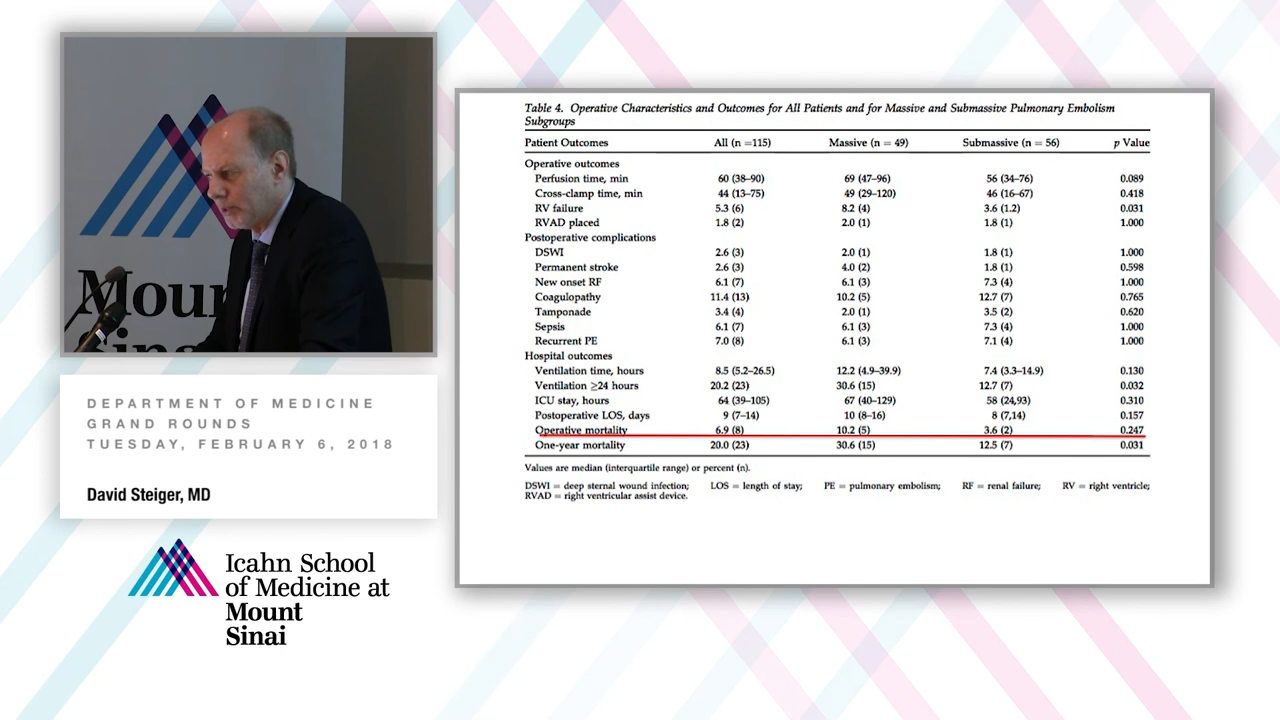 Moun
Sinai
DEPARTMENT OF MEDICINE
GRAND ROUNDS
TUESDAY, FEBRUARY 6, 2018
David Steiger, MD
Icahn School
of Medicine at
Mount
Sinai
Table 4. Operative Characteristics and Outcomes for All Patients and for Massive and Submassive Pulmonary Embolism
Subgroups
Patient Outcomes All (n =115) Massive (n = 49) Submassive (n = 56) p Value
Operative outcomes
Perfusion time, min 60 (38–90) 69 (47–96) 56 (34–76) 0.089
Cross-clamp time, min 44 (13–75) 49 (29–120) 46 (16–67) 0.418
RV failure 5.3 (6) 8.2 (4) 3.6 (1.2) 0.031
RVAD placed 1.8 (2) 2.0 (1) 1.8 (1) 1.000
Postoperative complications
DSWI 2.6 (3) 2.0 (1) 1.8 (1) 1.000
Permanent stroke 2.6 (3) 4.0 (2) 1.8 (1) 0.598
New onset RF 6.1 (7) 6.1 (3) 7.3 (4) 1.000
Coagulopathy 11.4 (13) 10.2 (5) 12.7 (7) 0.765
Tamponade 3.4 (4) 2.0 (1) 3.5 (2) 0.620
Sepsis 6.1 (7) 6.1 (3) 7.3 (4) 1.000
Recurrent PE 7.0 (8) 6.1 (3) 7.1 (4) 1.000
Hospital outcomes
Ventilation time, hours 8.5 (5.2–26.5) 12.2 (4.9–39.9) 7.4 (3.3–14.9) 0.130
Ventilation ≥24 hours 20.2 (23) 30.6 (15) 12.7 (7) 0.032
ICU stay, hours 64 (39–105) 67 (40–129) 58 (24,93) 0.310
Postoperative LOS, days 9 (7–14) 10 (8–16) 8 (7,14) 0.157
Operative mortality 6.9 (8) 10.2 (5) 3.6 (2) 0.247
One-year mortality 20.0 (23) 30.6 (15) 12.5 (7) 0.031
Values are median (interquartile range) or percent (n).
DSWI = deep sternal wound infection; LOS = length of stay; PE = pulmonary embolism; RF = renal failure; RV = right ventricle;
RVAD = right ventricular assist device.